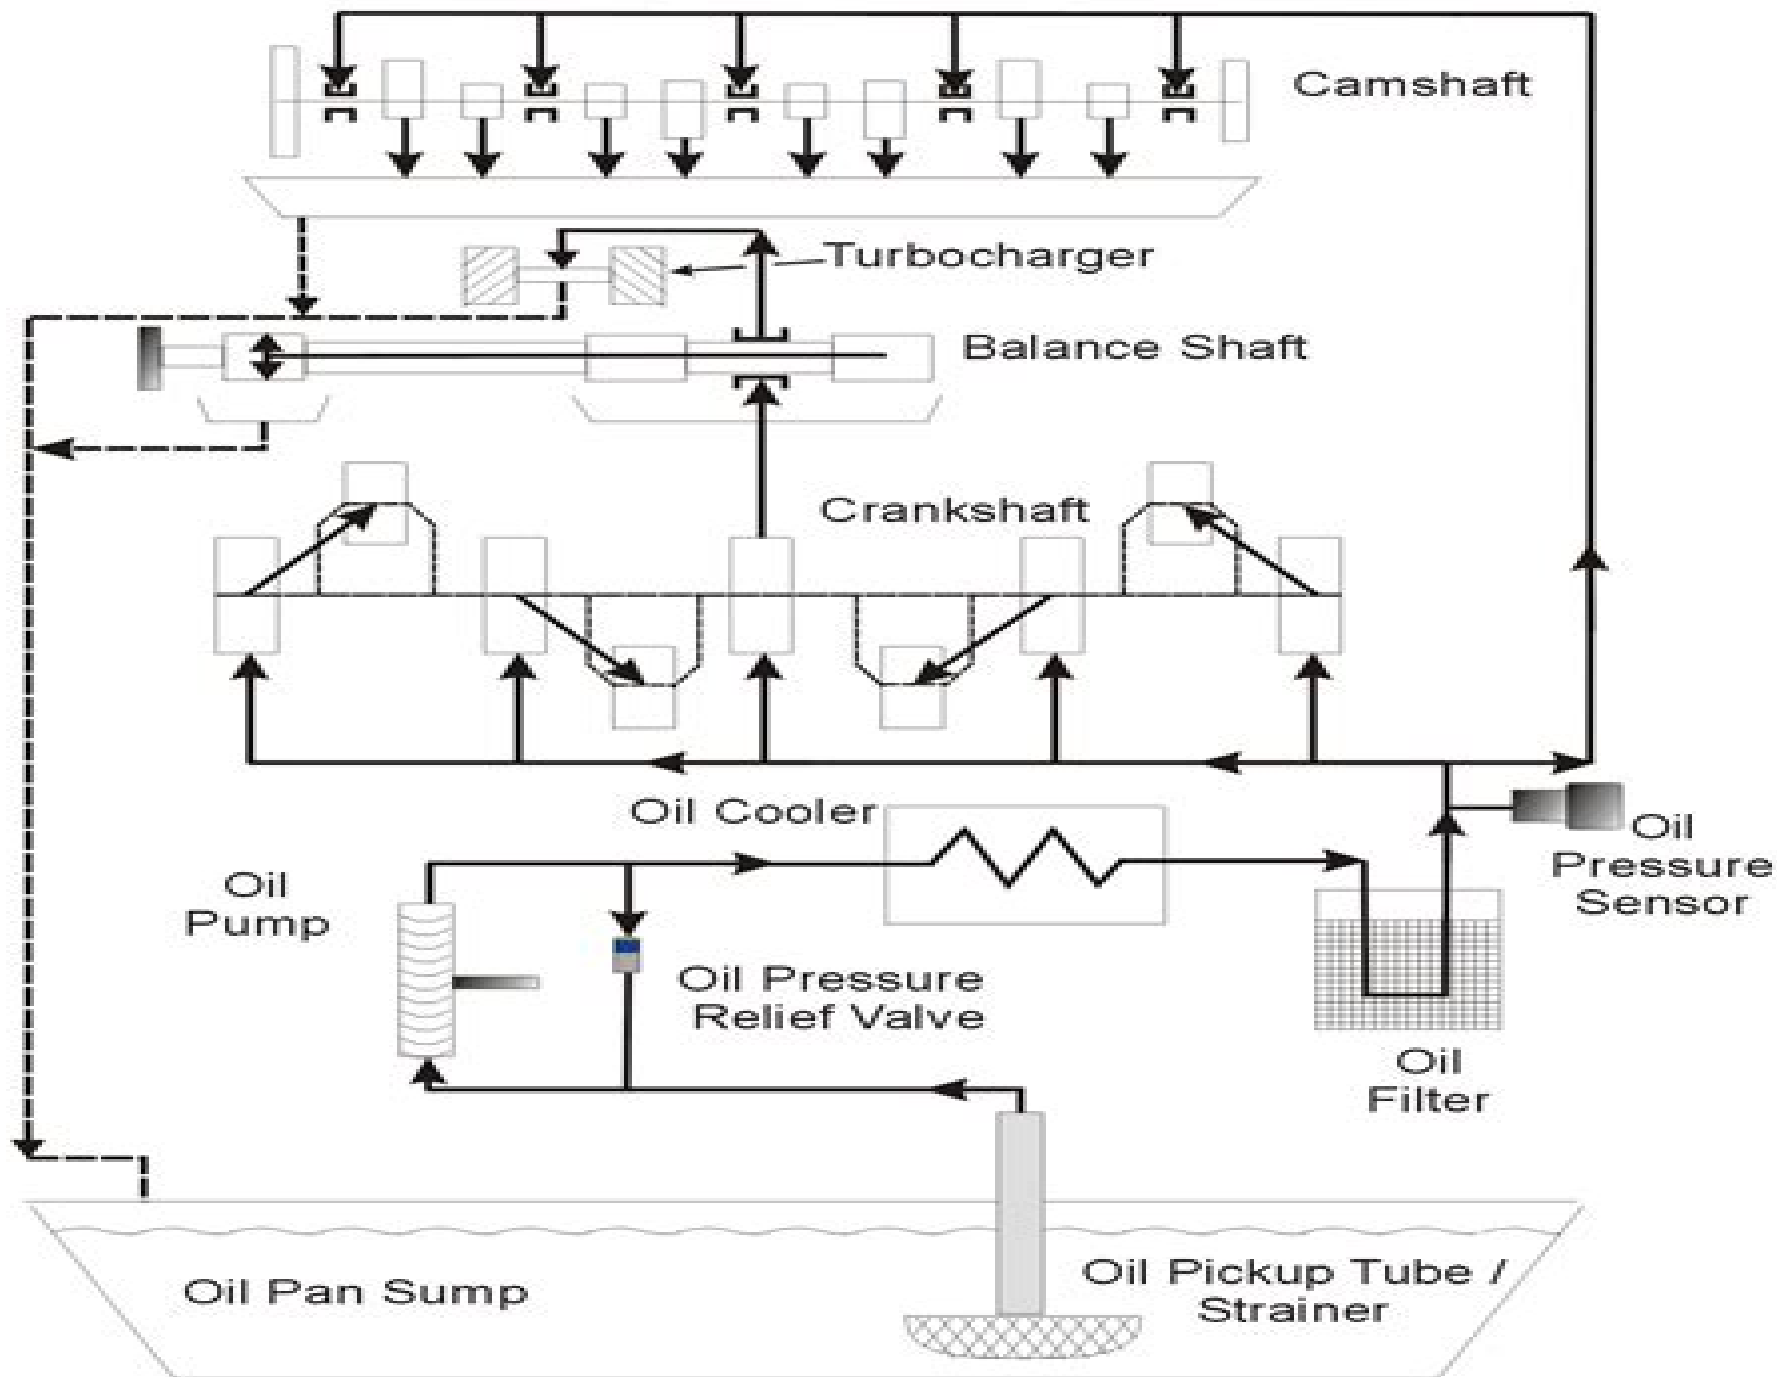 Camshaft
Turbocharger
Balance Shaft
Crankshaft
Oil Cooler
Oil
Pressure
Sensor
Oil
Pump
Oil Pressure
Relief Valve
Oil
Filter
Oil Pan Sump
Oil Pickup Tube /
Strainer